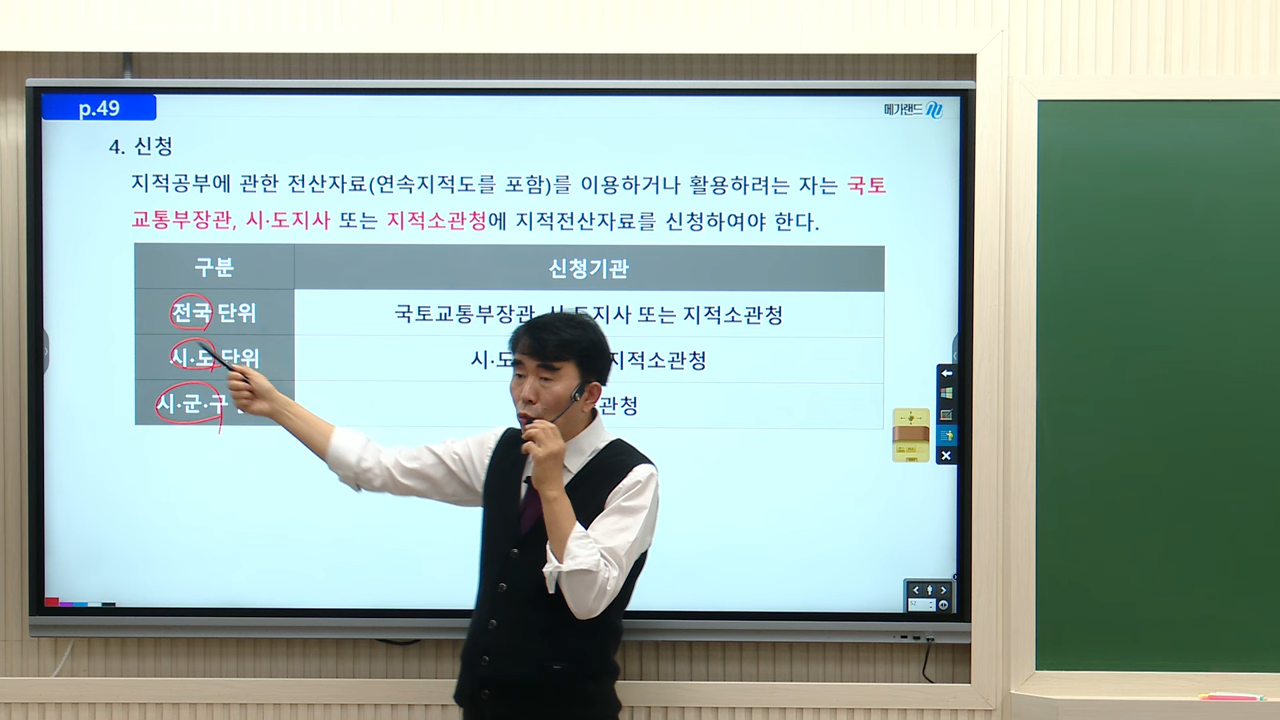 p.49
메가랜드
4. 신청
지적공부에 관한 전산자료(연속지적도를 포함)를 이용하거나 활용하려는 자는 국토
교통부장관, 시·도지사 또는 지적소관청에 지적전산자료를 신청하여야 한다.
구분 신청기관
전국 단위 국토교통부장관, 시·도지사 또는 지적소관청
시·도 단위 시·도 지적소관청
시·군·구 관청